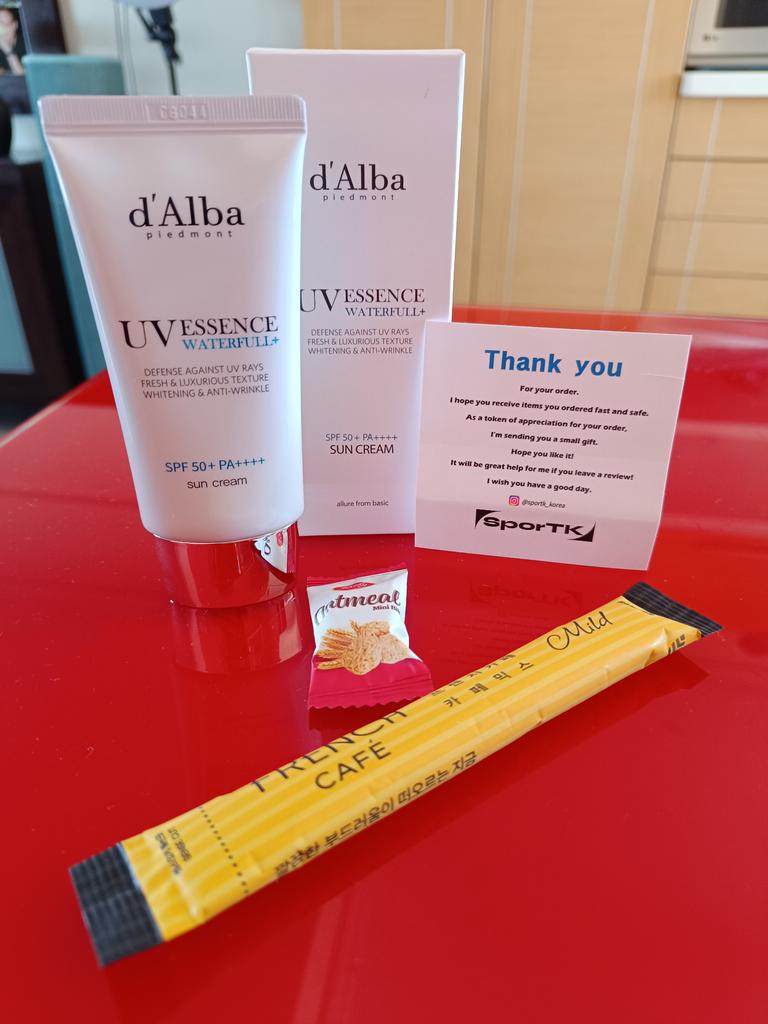 C6044
d'Alba
piedmont
UV ESSENCE
WATERFULL+
DEFENSE AGAINST UV RAYS
FRESH & LUXURIOUS TEXTURE
WHITENING & ANTI-WRINKLE
SPF 50+ PA++++
sun cream
d'Alba
piedmont
UV ESSENCE
WATERFULL+
DEFENSE AGAINST UV RAYS
FRESH & LUXURIOUS TEXTURE
WHITENING & ANTI-WRINKLE
SPF 50+ PA++++
SUN CREAM
allure from basic
Thank you
For your order.
I hope you receive items you ordered fast and safe.
As a token of appreciation for your order,
I'm sending you a small gift.
Hope you like it!
It will be great help for me if you leave a review!
I wish you have a good day.
@sportk_korea
SporTK
Oatmeal
Mini
FRENCH
CAFÉ
카페믹스
Mild
부드러움이 떠오르는 지금
LG